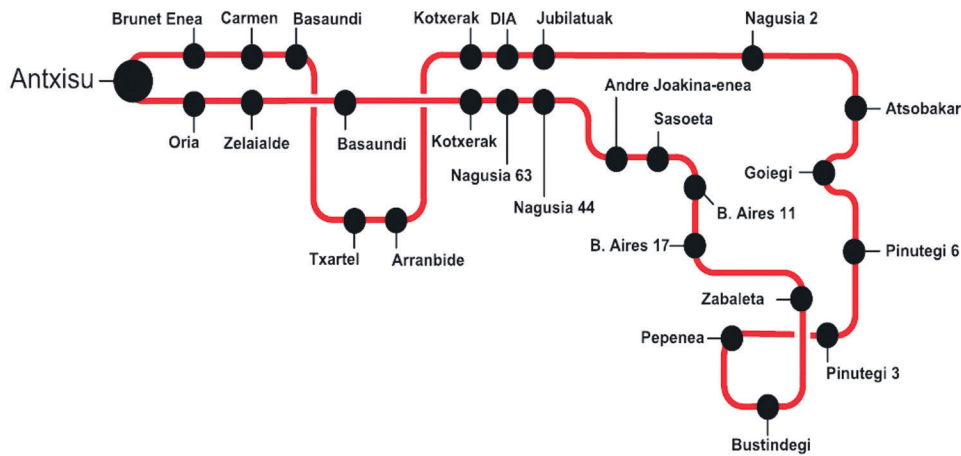 Brunet Enea
Carmen
Basaundi
Kotxerak
DIA
Jubilatuak
Nagusia 2
Antxisu
Andre Joakina-enea
Atsobakar
Sasoeta
Oria
Zelaialde
Basaundi
Kotxerak
Nagusia 63
Goiegi
Nagusia 44
B. Aires 11
B. Aires 17
Pinutegi 6
Txartel
Arranbide
Zabaleta
Pepenea
Pinutegi 3
Bustindegi